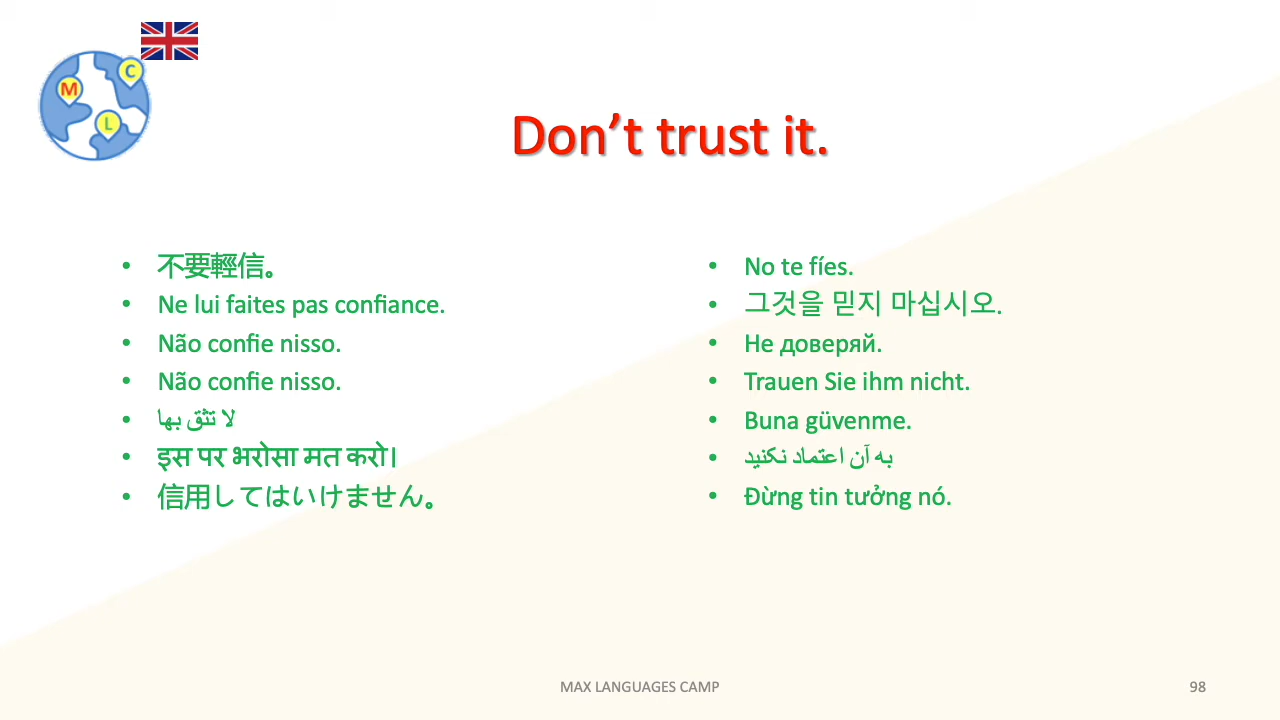 C
M
L
Don’t trust it.
• 不要輕信。
• Ne lui faites pas confiance.
• Não confie nisso.
• Não confie nisso.
• لا تثق بها
• इस पर भरोसा मत करो।
• 信用してはいけません。
• No te fíes.
• 그것을 믿지 마십시오.
• Не доверяй.
• Trauen Sie ihm nicht.
• Buna güvenme.
• به آن اعتماد نکنید
• Đừng tin tưởng nó.
MAX LANGUAGES CAMP
98